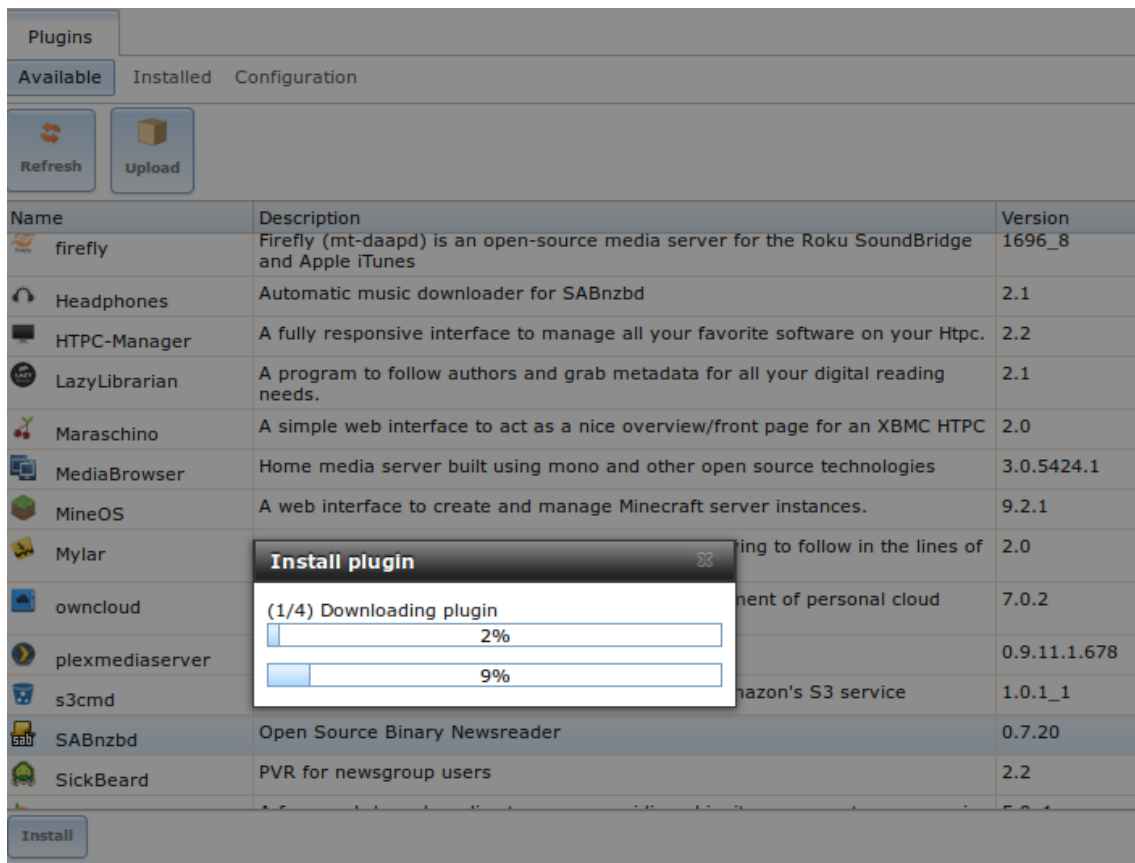 Plugins
Available Installed Configuration
Refresh Upload
Name Description Version
firefly Firefly (mt-daapd) is an open-source media server for the Roku SoundBridge 1696_8
and Apple iTunes
Headphones Automatic music downloader for SABnzbd 2.1
HTPC-Manager A fully responsive interface to manage all your favorite software on your Htpc. 2.2
LazyLibrarian A program to follow authors and grab metadata for all your digital reading 2.1
needs.
Maraschino A simple web interface to act as a nice overview/front page for an XBMC HTPC 2.0
MediaBrowser Home media server built using mono and other open source technologies 3.0.5424.1
MineOS A web interface to create and manage Minecraft server instances. 9.2.1
Mylar ing to follow in the lines of 2.0
Install plugin
owncloud of personal cloud 7.0.2
(1/4) Downloading plugin
2%
plexmediaserver 0.9.11.1.678
9%
s3cmd S3 service 1.0.1_1
SABnzbd Open Source Binary Newsreader 0.7.20
SickBeard PVR for newsgroup users 2.2
Install